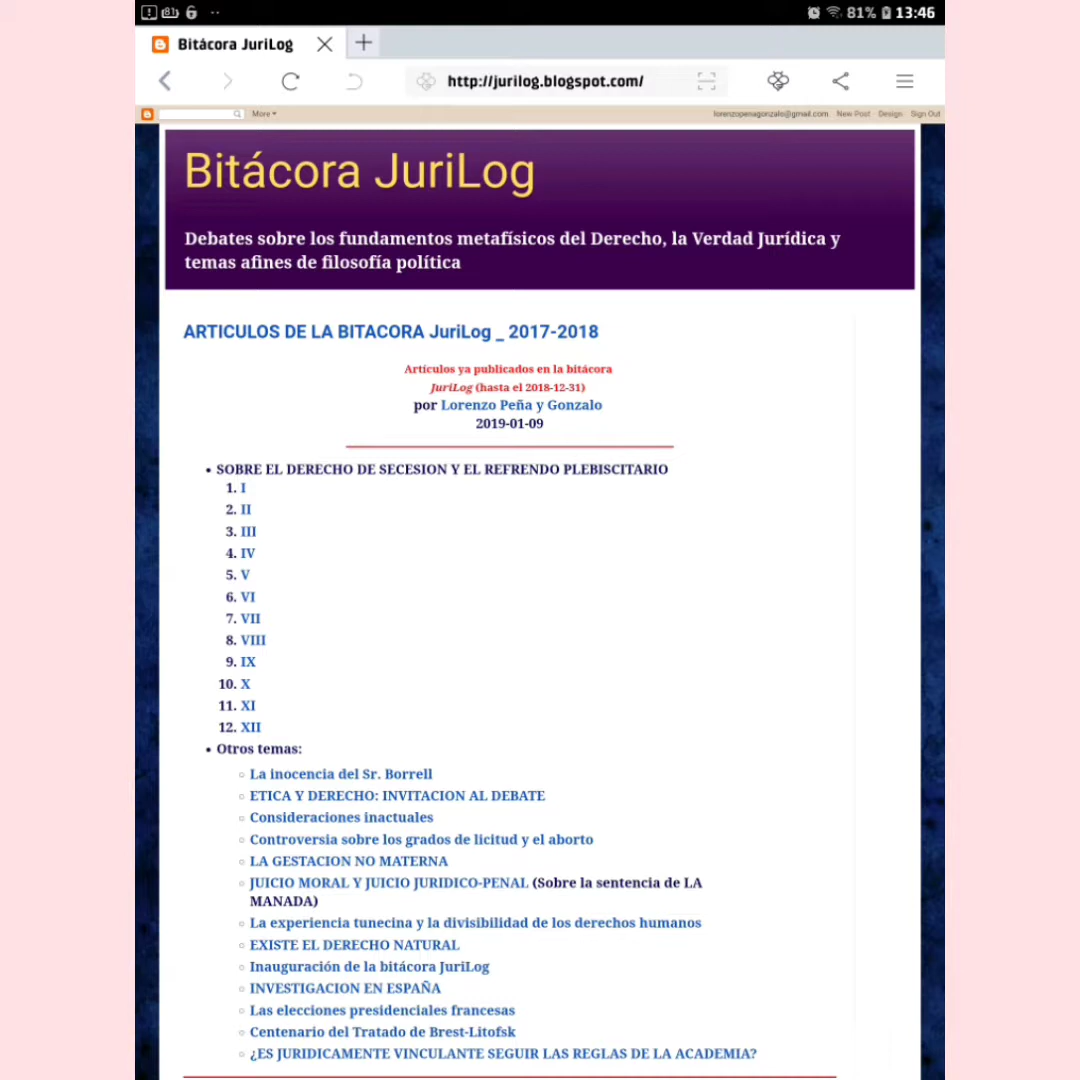 81% 13:46
Bitácora JuriLog
http://jurilog.blogspot.com/
More
lorenzopenagonzalo@gmail.com New Post Design Sign Out
Bitácora JuriLog
Debates sobre los fundamentos metafísicos del Derecho, la Verdad Jurídica y
temas afines de filosofía política
ARTICULOS DE LA BITACORA JuriLog _ 2017-2018
Artículos ya publicados en la bitácora
JuriLog (hasta el 2018-12-31)
por Lorenzo Peña y Gonzalo
2019-01-09
• SOBRE EL DERECHO DE SECESION Y EL REFRENDO PLEBISCITARIO
1. I
2. II
3. III
4. IV
5. V
6. VI
7. VII
8. VIII
9. IX
10. X
11. XI
12. XII
• Otros temas:
○ La inocencia del Sr. Borrell
○ ETICA Y DERECHO: INVITACION AL DEBATE
○ Consideraciones inactuales
○ Controversia sobre los grados de licitud y el aborto
○ LA GESTACION NO MATERNA
○ JUICIO MORAL Y JUICIO JURIDICO-PENAL (Sobre la sentencia de LA
MANADA)
○ La experiencia tunecina y la divisibilidad de los derechos humanos
○ EXISTE EL DERECHO NATURAL
○ Inauguración de la bitácora JuriLog
○ INVESTIGACION EN ESPAÑA
○ Las elecciones presidenciales francesas
○ Centenario del Tratado de Brest-Litofsk
○ ¿ES JURIDICAMENTE VINCULANTE SEGUIR LAS REGLAS DE LA ACADEMIA?